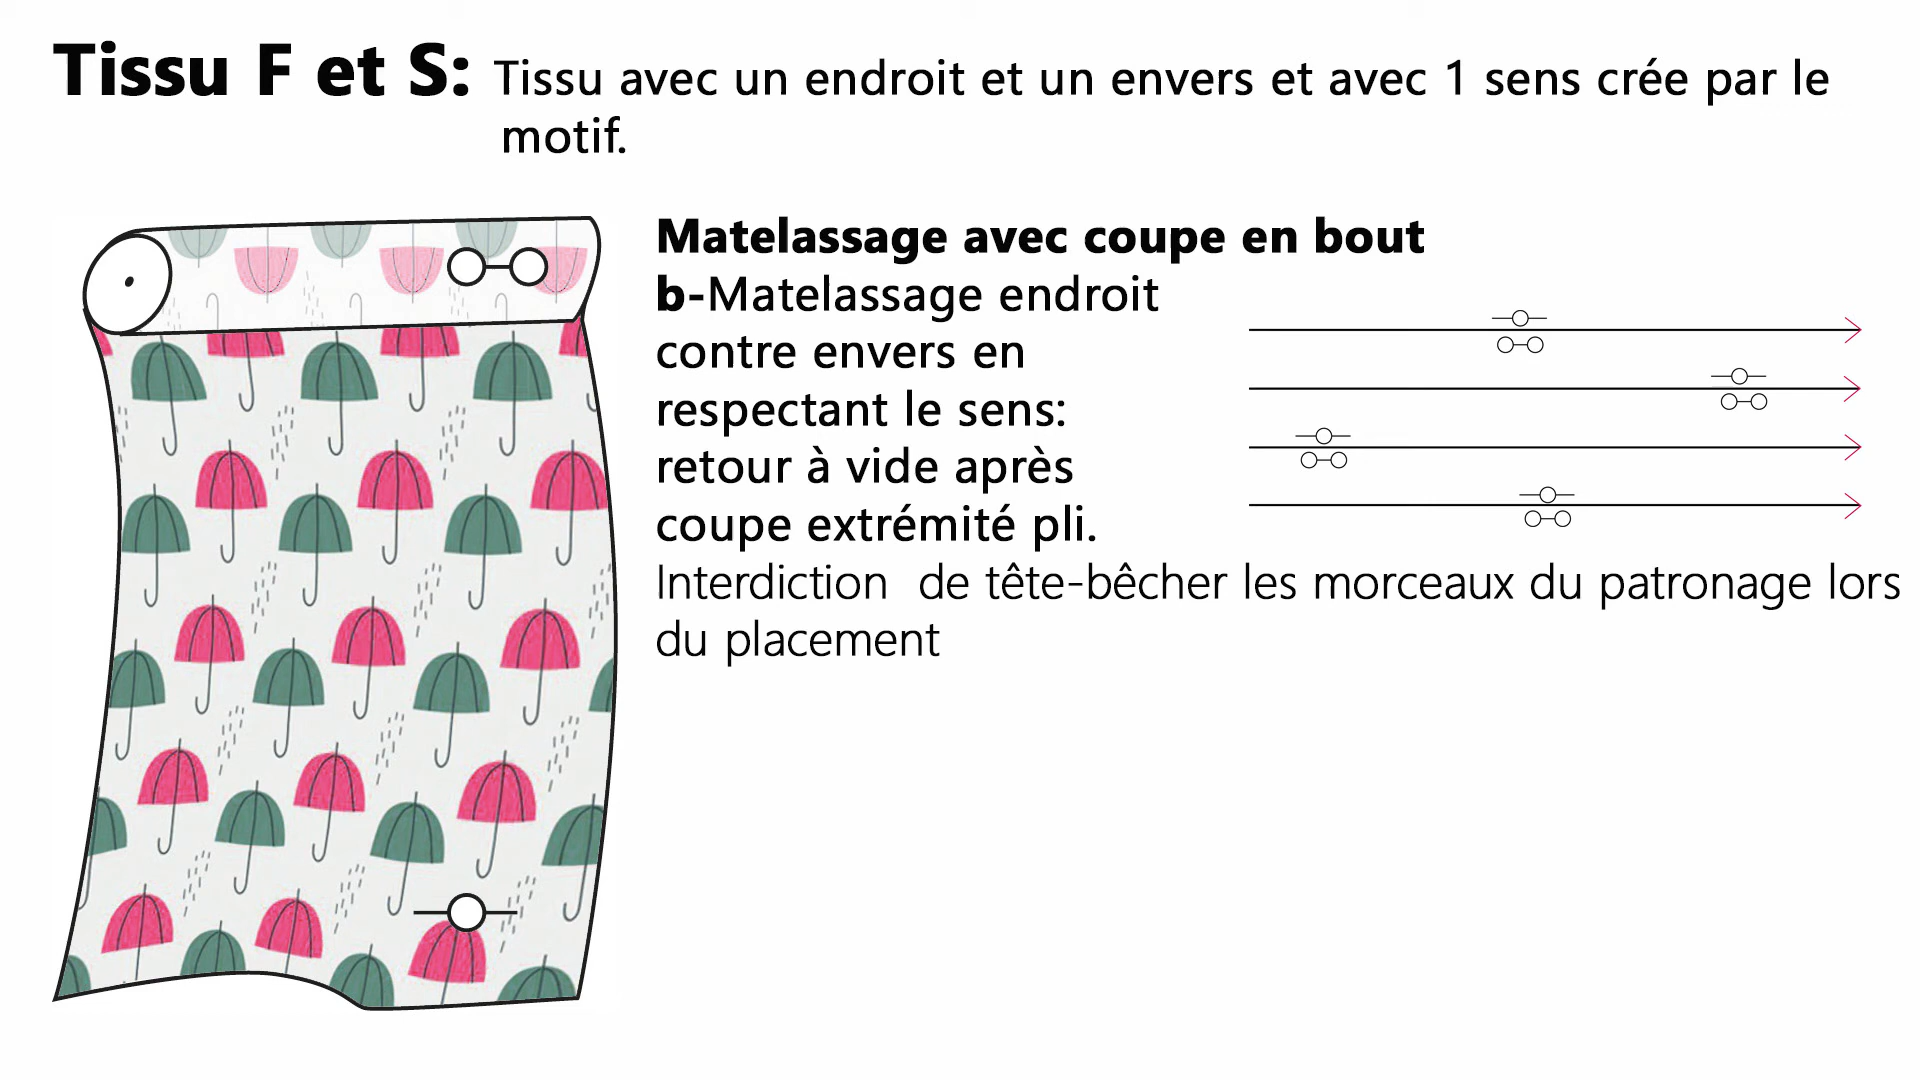 Tissu F et S: Tissu avec un endroit et un envers et avec 1 sens crée par le
motif.
Matelassage avec coupe en bout
b-Matelassage endroit
contre envers en
respectant le sens:
retour à vide après
coupe extrémité pli.
Interdiction  de tête-bêcher les morceaux du patronage lors
du placement